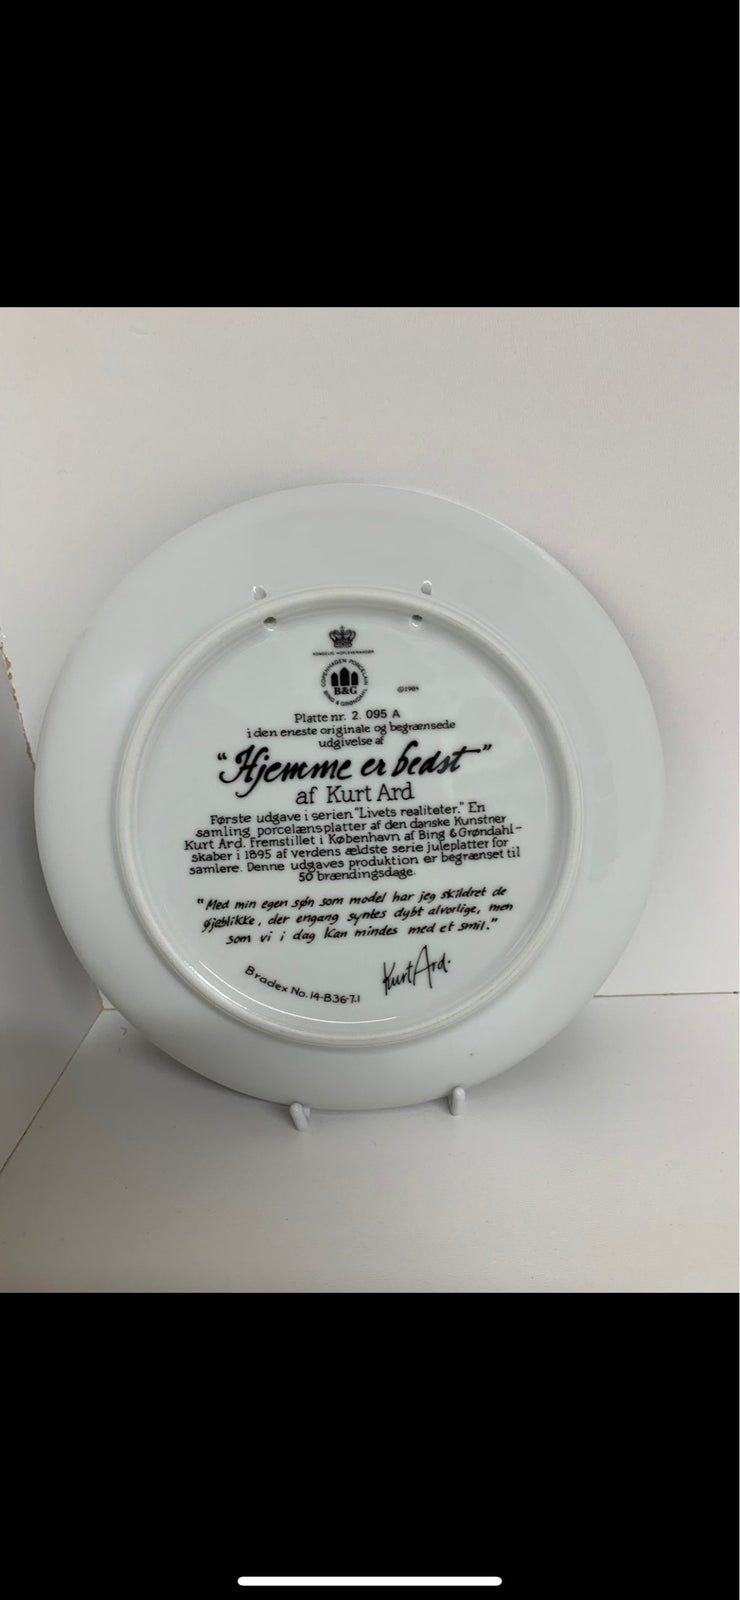 KONGELIG HOFLEVERANDØR
COPENHAGEN PORCELAIN
B&G
BING & GRØNDAHL
©1984
Platte nr. 2. 095 A
i den eneste originale og begrænsede
udgivelse af
"Hjemme er bedst"
af Kurt Ard
Første udgave i serien "Livets realiteter." En
samling porcelænsplatter af den danske Kunstner
Kurt Ard. Fremstillet i København af Bing & Grøndahl-
skaber i 1895 af verdens ældste serie juleplatter for
samlere. Denne udgaves produktion er begrænset til
50 brændingsdage.
"Med min egen søn som model har jeg skildret de
øjeblikke, der engang syntes dybt alvorlige, men
som vi i dag kan mindes med et smil."
Kurt Ard.
Bradex No. 14-B36-7.1